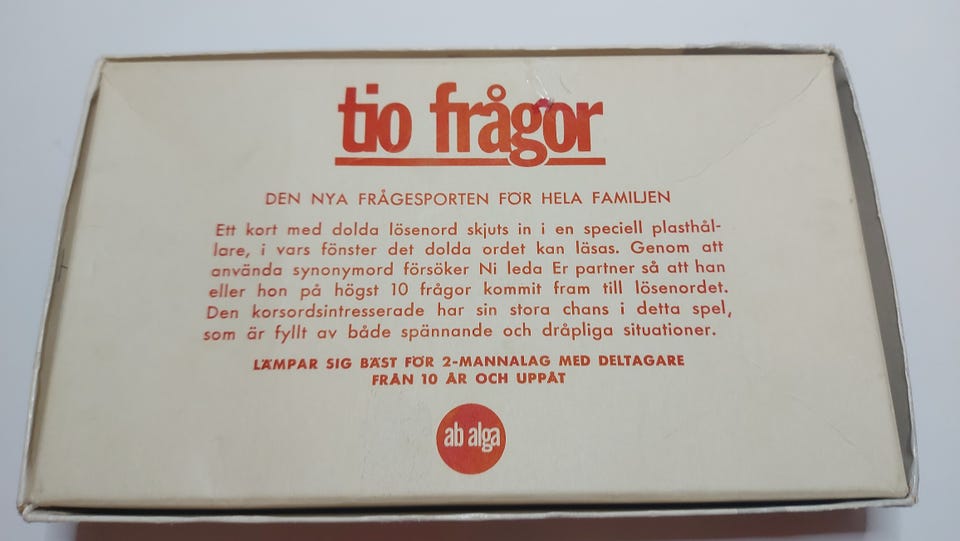 tio frågor
DEN NYA FRÅGESPORTEN FÖR HELA FAMILJEN
Ett kort med dolda lösenord skjuts in i en speciell plasthål-
lare, i vars fönster det dolda ordet kan läsas. Genom att
använda synonymord försöker Ni leda Er partner så att han
eller hon på högst 10 frågor kommit fram till lösenordet.
Den korsordsintresserade har sin stora chans i detta spel,
som är fyllt av både spännande och dråpliga situationer.
LÄMPAR SIG BÄST FÖR 2-MANNALAG MED DELTAGARE
FRÅN 10 ÅR OCH UPPÅT
ab alga